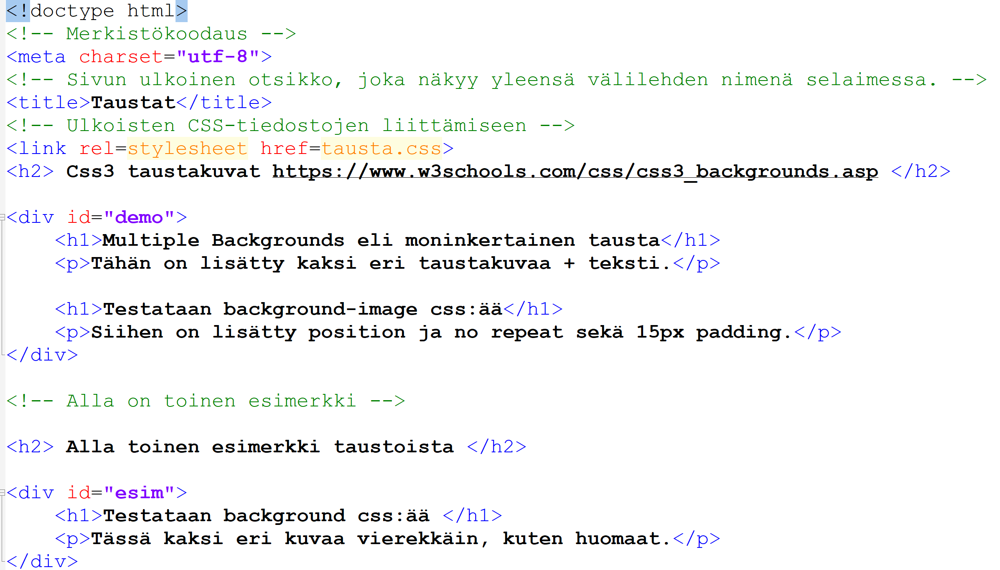 <!doctype html>
<!-- Merkistökoodaus -->
<meta charset="utf-8">
<!-- Sivun ulkoinen otsikko, joka näkyy yleensä välilehden nimenä selaimessa. -->
<title>Taustat</title>
<!-- Ulkoisten CSS-tiedostojen liittämiseen -->
<link rel=stylesheet href=tausta.css>
<h2> Css3 taustakuvat https://www.w3schools.com/css/css3_backgrounds.asp </h2>
<div id="demo">
    <h1>Multiple Backgrounds eli moninkertainen tausta</h1>
    <p>Tähän on lisätty kaksi eri taustakuvaa + teksti.</p>
    <h1>Testataan background-image css:ää</h1>
    <p>Siihen on lisätty position ja no repeat sekä 15px padding.</p>
</div>
<!-- Alla on toinen esimerkki -->
<h2> Alla toinen esimerkki taustoista </h2>
<div id="esim">
    <h1>Testataan background css:ää </h1>
    <p>Tässä kaksi eri kuvaa vierekkäin, kuten huomaat.</p>
</div>